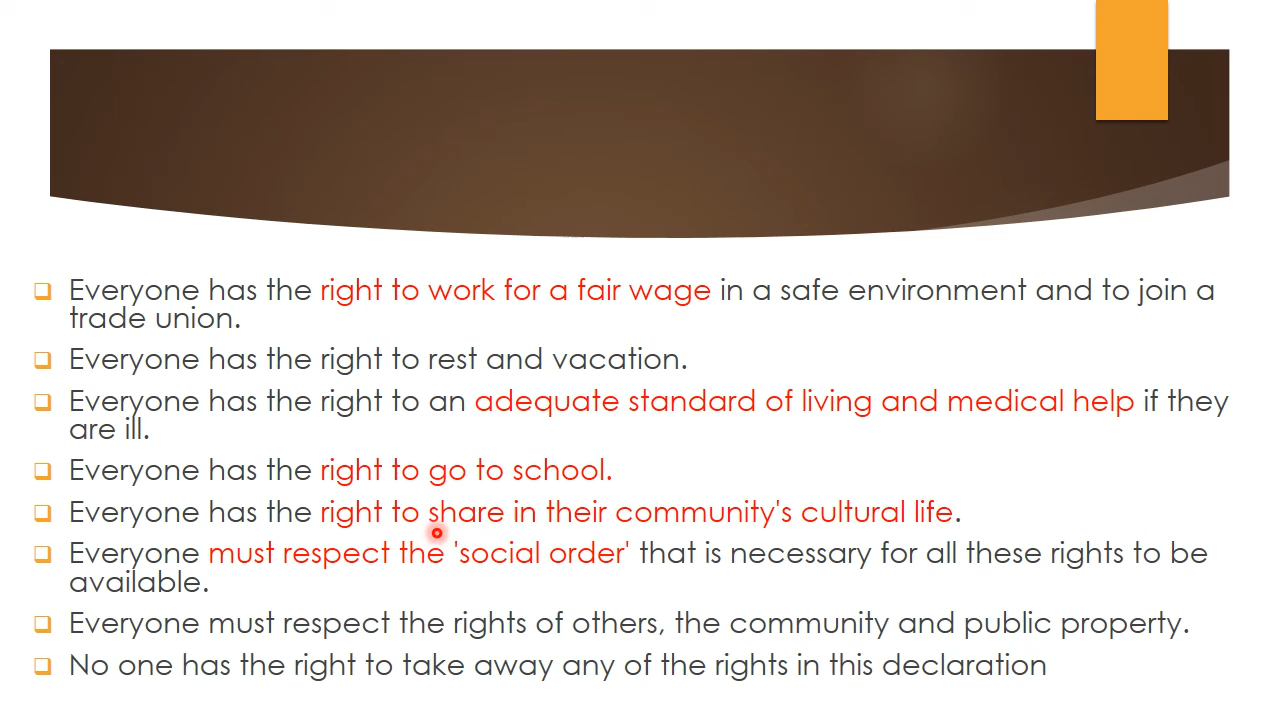 Everyone has the right to work for a fair wage in a safe environment and to join a
trade union.
Everyone has the right to rest and vacation.
Everyone has the right to an adequate standard of living and medical help if they
are ill.
Everyone has the right to go to school.
Everyone has the right to share in their community's cultural life.
Everyone must respect the 'social order' that is necessary for all these rights to be
available.
Everyone must respect the rights of others, the community and public property.
No one has the right to take away any of the rights in this declaration